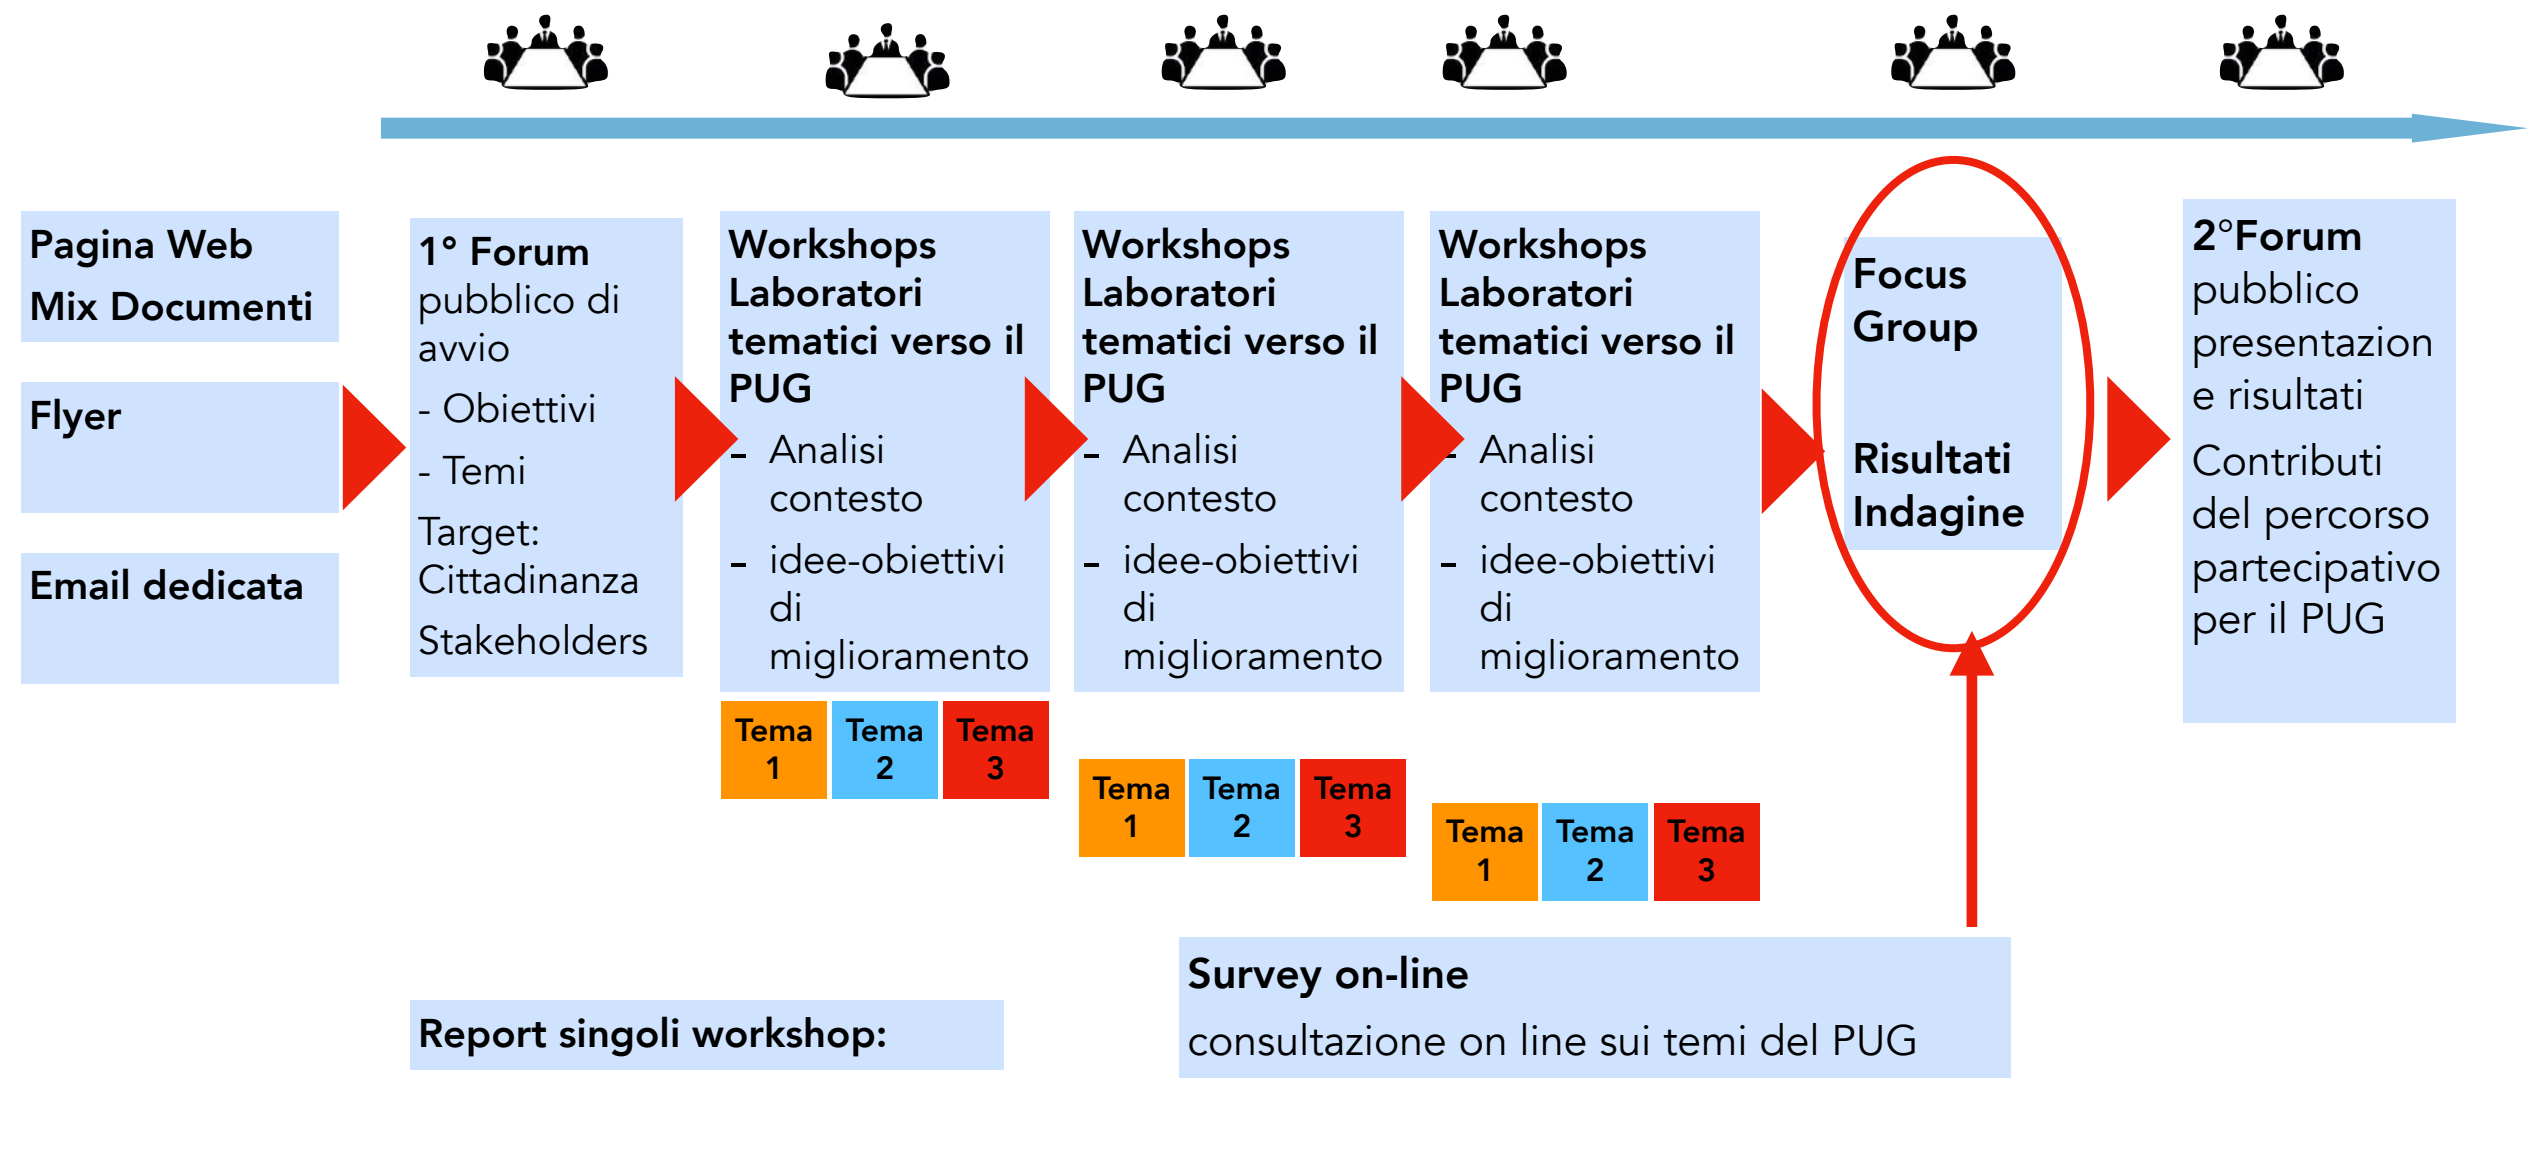 Pagina Web
Mix Documenti
Flyer
Email dedicata
1° Forum
pubblico di
avvio
- Obiettivi
- Temi
Target:
Cittadinanza
Stakeholders
Workshops
Laboratori
tematici verso il
PUG
- Analisi
contesto
- idee-obiettivi
di
miglioramento
Tema
1
Tema
2
Tema
3
Workshops
Laboratori
tematici verso il
PUG
- Analisi
contesto
- idee-obiettivi
di
miglioramento
Tema
1
Tema
2
Tema
3
Workshops
Laboratori
tematici verso il
PUG
- Analisi
contesto
- idee-obiettivi
di
miglioramento
Tema
1
Tema
2
Tema
3
Focus
Group
Risultati
Indagine
2°Forum
pubblico
presentazion
e risultati
Contributi
del percorso
partecipativo
per il PUG
Report singoli workshop:
Survey on-line
consultazione on line sui temi del PUG